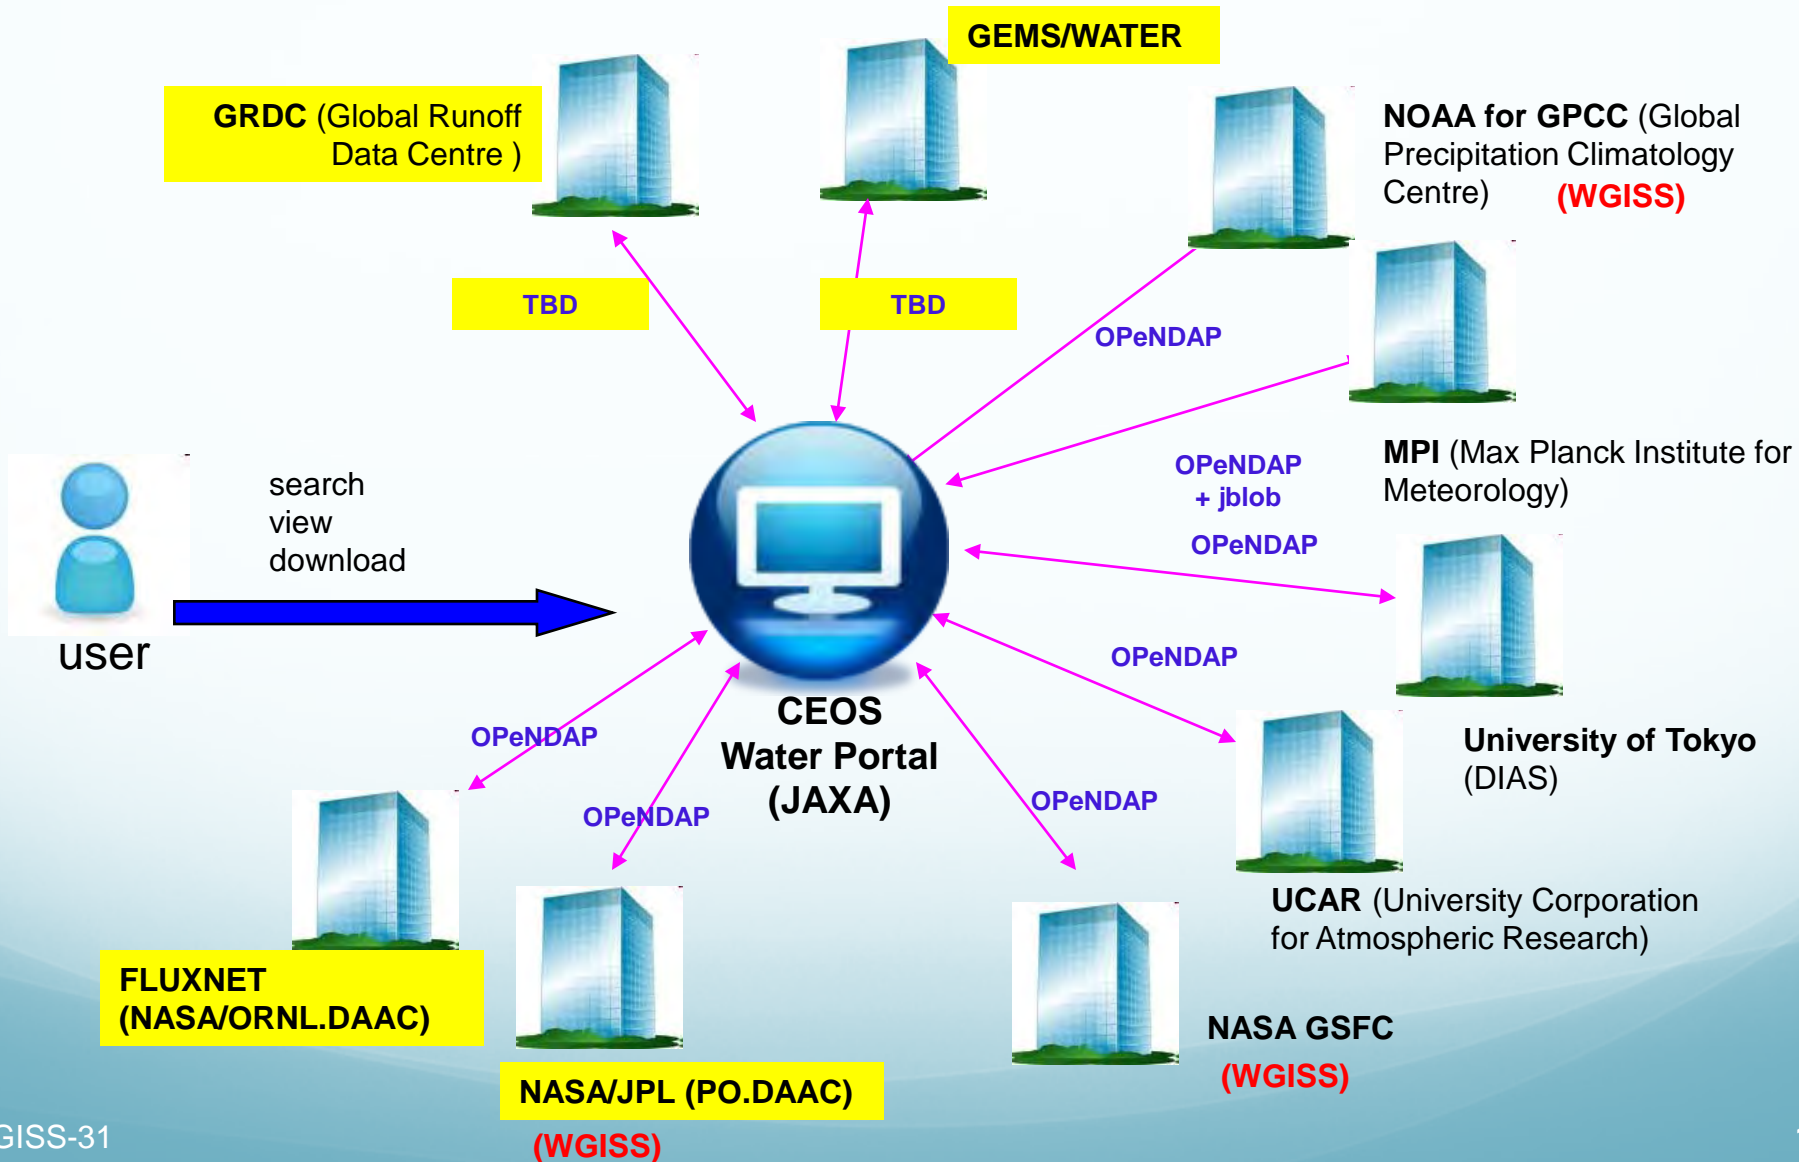 GEMS/WATER
GRDC (Global Runoff
Data Centre )
NOAA for GPCC (Global
Precipitation Climatology
Centre) (WGISS)
TBD
TBD
OPeNDAP
MPI (Max Planck Institute for
Meteorology)
OPeNDAP
+ jblob
OPeNDAP
search
view
download
user
OPeNDAP
CEOS
Water Portal
(JAXA)
University of Tokyo
(DIAS)
OPeNDAP
OPeNDAP
OPeNDAP
UCAR (University Corporation
for Atmospheric Research)
FLUXNET
(NASA/ORNL.DAAC)
NASA GSFC
(WGISS)
NASA/JPL (PO.DAAC)
(WGISS)
GISS-31